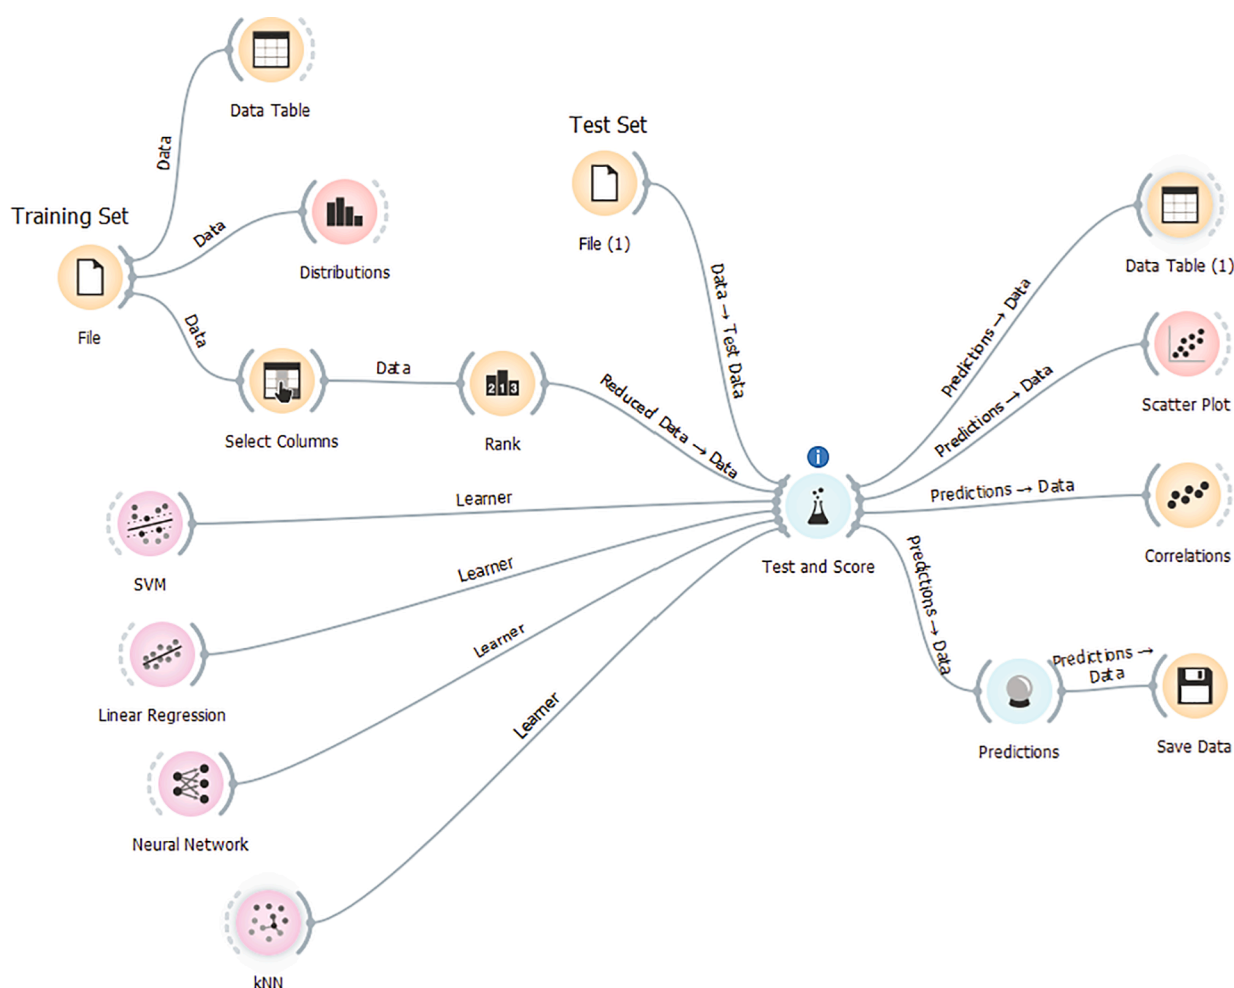 Data Table
Data
Test Set
Training Set
Data
Distributions
File (1)
File
Data
Data → Test Data
Data Table (1)
Predictions → Data
Select Columns
Data
Rank
Reduced Data → Data
Predictions → Data
Scatter Plot
i
Learner
SVM
Test and Score
Predictions → Data
Correlations
Learner
Linear Regression
Predictions → Data
Predictions
Predictions →
Data
Save Data
Learner
Neural Network
Learner
kNN